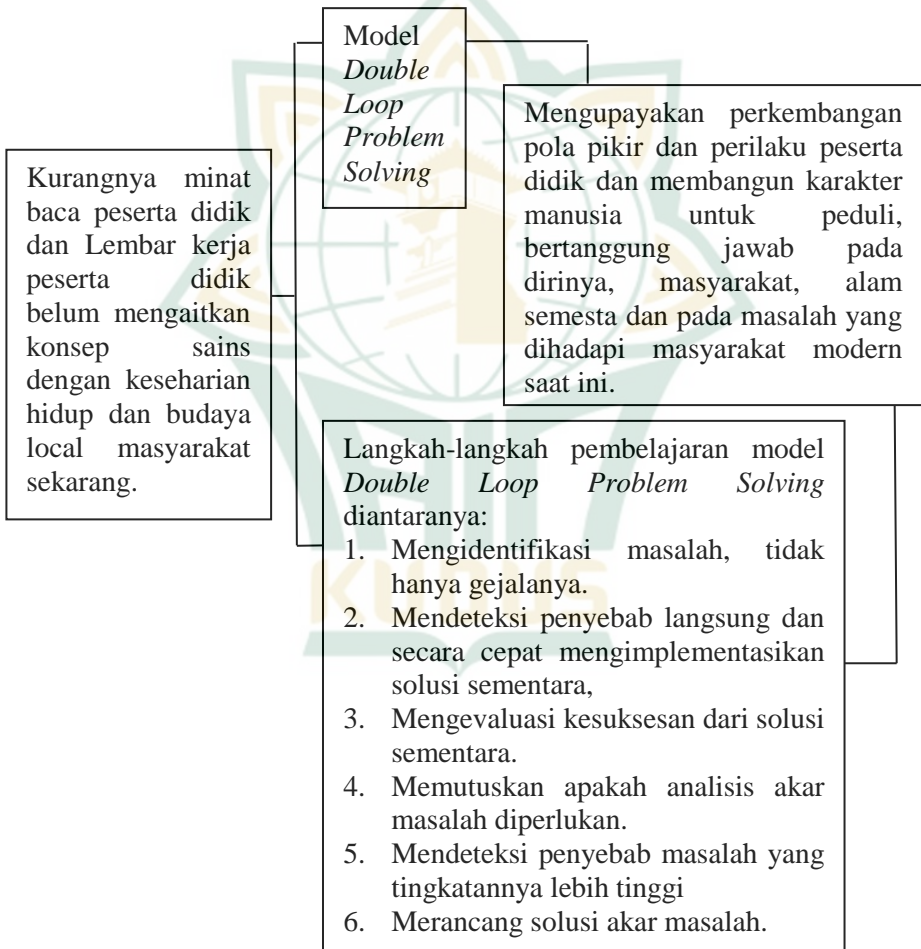 Model
Double
Loop
Problem
Solving
Kurangnya minat
baca peserta didik
dan Lembar kerja
peserta didik
belum mengaitkan
konsep sains
dengan keseharian
hidup dan budaya
local masyarakat
sekarang.
Mengupayakan perkembangan
pola pikir dan perilaku peserta
didik dan membangun karakter
manusia untuk peduli,
bertanggung jawab pada
dirinya, masyarakat, alam
semesta dan pada masalah yang
dihadapi masyarakat modern
saat ini.
Langkah-langkah pembelajaran model
Double Loop Problem Solving
diantaranya:
1. Mengidentifikasi masalah, tidak
hanya gejalanya.
2. Mendeteksi penyebab langsung dan
secara cepat mengimplementasikan
solusi sementara,
3. Mengevaluasi kesuksesan dari solusi
sementara.
4. Memutuskan apakah analisis akar
masalah diperlukan.
5. Mendeteksi penyebab masalah yang
tingkatannya lebih tinggi
6. Merancang solusi akar masalah.
KUDUS